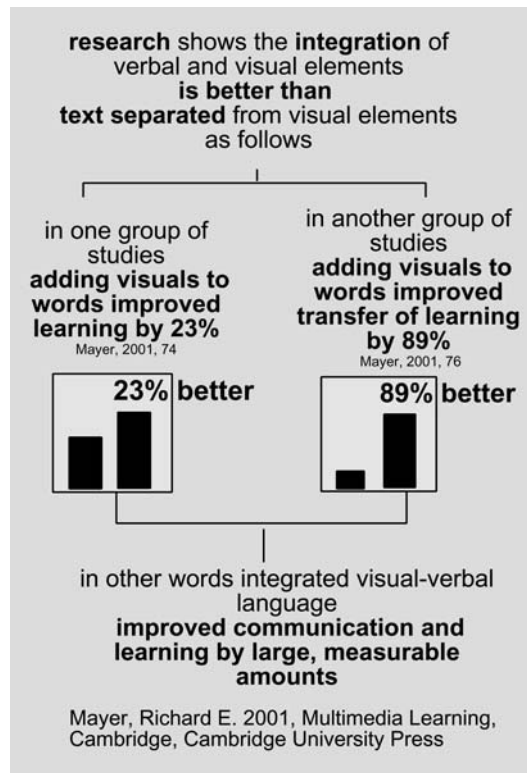 research shows the integration of
verbal and visual elements
is better than
text separated from visual elements
as follows
in one group of
studies
adding visuals to
words improved
learning by 23%
Mayer, 2001, 74
23% better
in another group of
studies
adding visuals to
words improved
transfer of learning
by 89%
Mayer, 2001, 76
89% better
in other words integrated visual-verbal
language
improved communication and
learning by large, measurable
amounts
Mayer, Richard E. 2001, Multimedia Learning,
Cambridge, Cambridge University Press